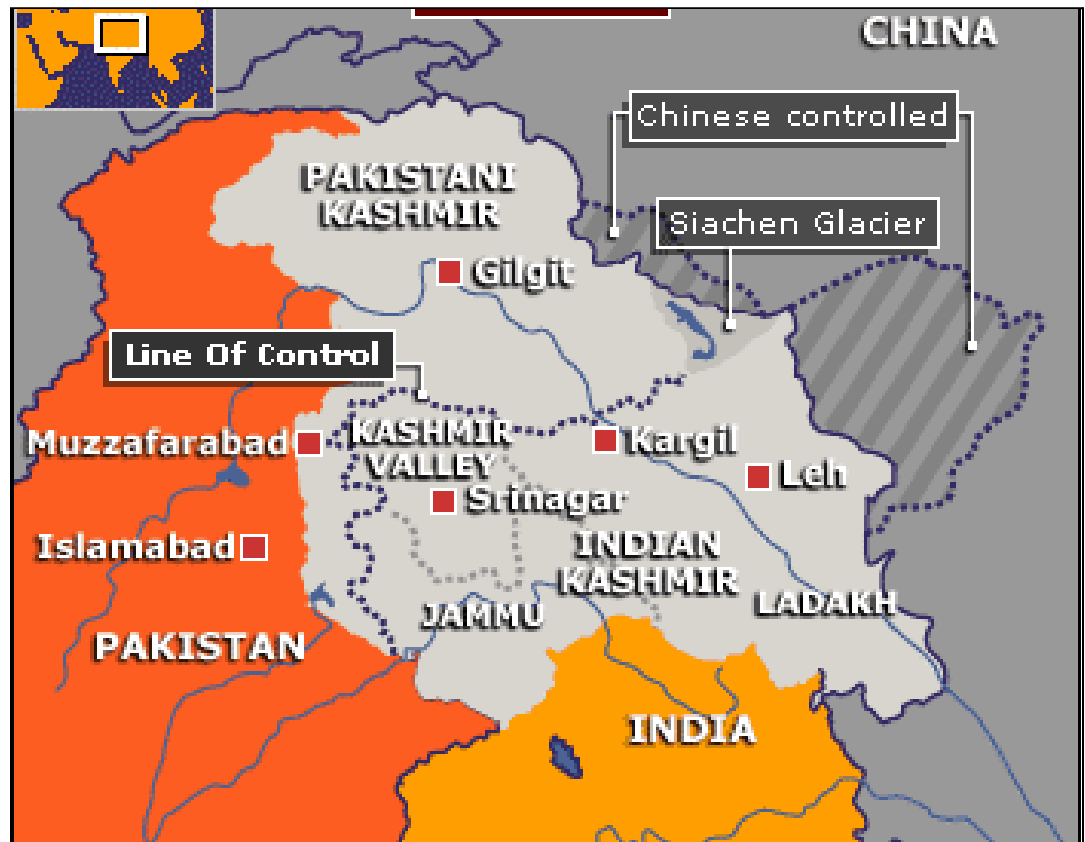 CHINA
Chinese controlled
PAKISTANI
KASHMIR
Siachen Glacier
Gilgit
Line Of Control
Muzzafarabad
KASHMIR
VALLEY
Kargil
Leh
Srinagar
Islamabad
INDIAN
KASHMIR
JAMMU
LADAKH
PAKISTAN
INDIA